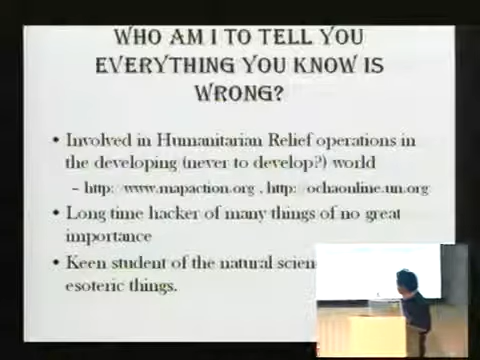 WHO AM I TO TELL YOU
EVERYTHING YOU KNOW IS
WRONG?
• Involved in Humanitarian Relief operations in
the developing (never to develop?) world
– http: www.mapaction.org , http: ochaonline.un.org
• Long time hacker of many things of no great
importance
• Keen student of the natural
esoteric things.